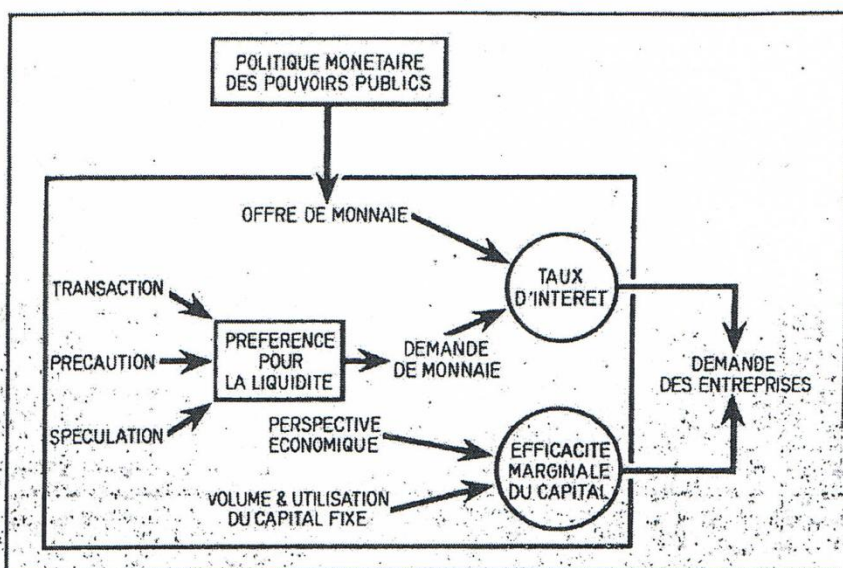 POLITIQUE MONETAIRE
DES POUVOIRS PUBLICS
OFFRE DE MONNAIE
TAUX
D'INTERET
TRANSACTION
PRECAUTION
SPECULATION
PREFERENCE
POUR
LA LIQUIDITE
DEMANDE
DE MONNAIE
DEMANDE
DES ENTREPRISES
PERSPECTIVE
ECONOMIQUE
EFFICACITE
MARGINALE
DU CAPITAL
VOLUME & UTILISATION
DU CAPITAL FIXE